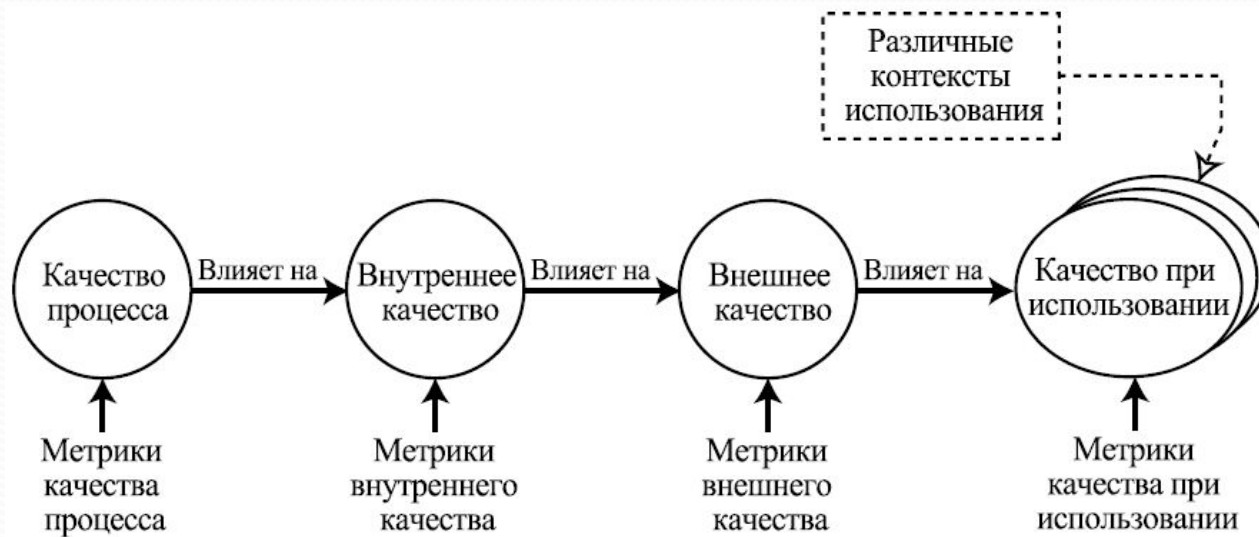 Различные
контексты
использования
Качество
процесса
Влияет на
Внутреннее
качество
Влияет на
Внешнее
качество
Влияет на
Качество при
использовании
Метрики
качества
процесса
Метрики
внутреннего
качества
Метрики
внешнего
качества
Метрики
качества при
использовании